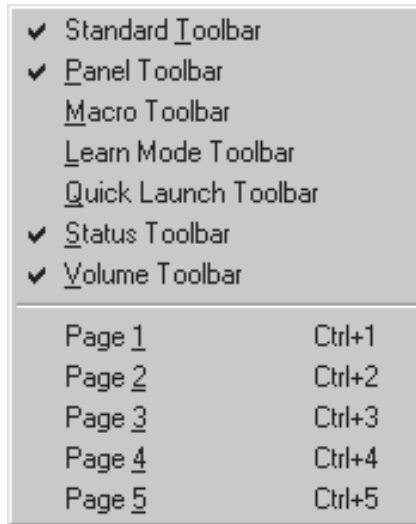 Standard Toolbar
Panel Toolbar
Macro Toolbar
Learn Mode Toolbar
Quick Launch Toolbar
Status Toolbar
Volume Toolbar
Page 1 Ctrl+1
Page 2 Ctrl+2
Page 3 Ctrl+3
Page 4 Ctrl+4
Page 5 Ctrl+5